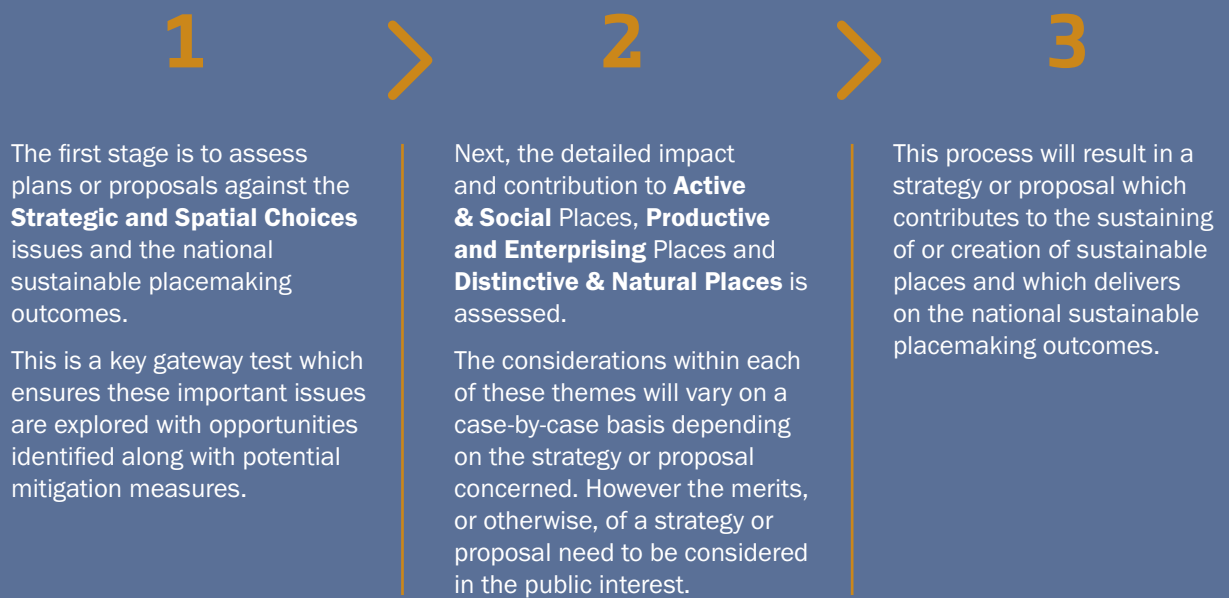 1
The first stage is to assess
plans or proposals against the
Strategic and Spatial Choices
issues and the national
sustainable placemaking
outcomes.
This is a key gateway test which
ensures these important issues
are explored with opportunities
identified along with potential
mitigation measures.
2
Next, the detailed impact
and contribution to Active
& Social Places, Productive
and Enterprising Places and
Distinctive & Natural Places is
assessed.
The considerations within each
of these themes will vary on a
case-by-case basis depending
on the strategy or proposal
concerned. However the merits,
or otherwise, of a strategy or
proposal need to be considered
in the public interest.
3
This process will result in a
strategy or proposal which
contributes to the sustaining
of or creation of sustainable
places and which delivers
on the national sustainable
placemaking outcomes.